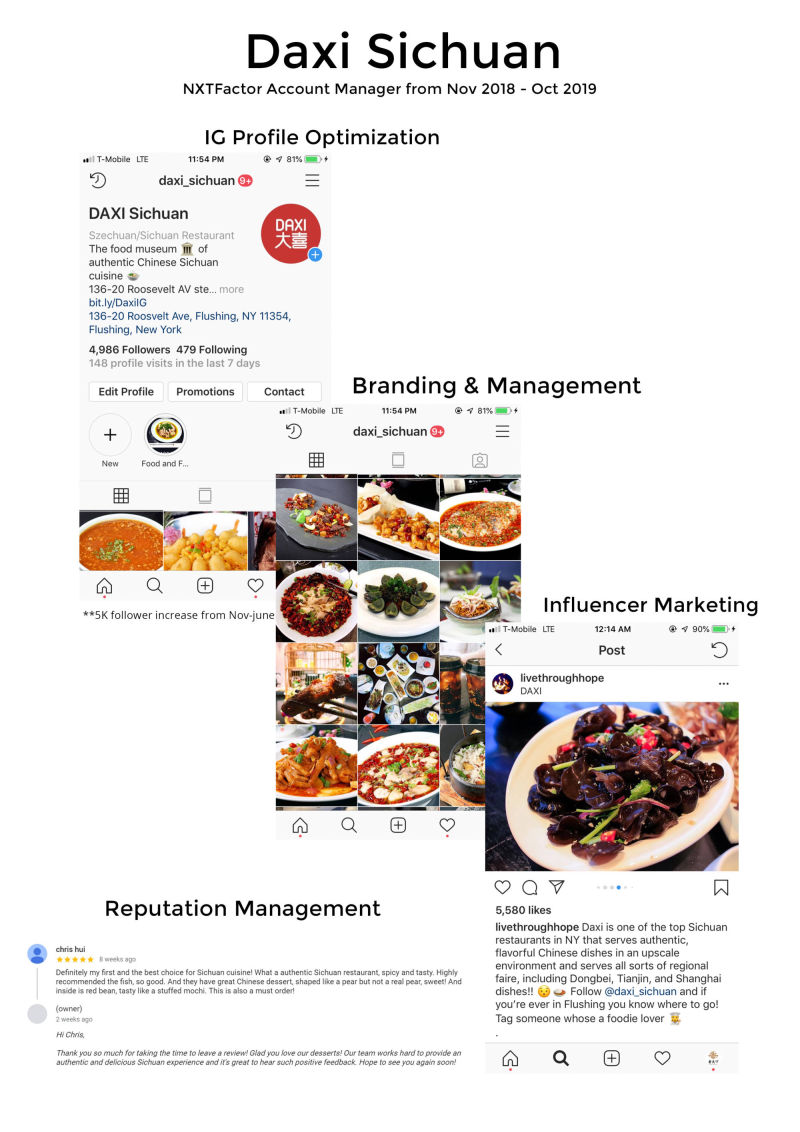 Daxi Sichuan
NXTFactor Account Manager from Nov 2018 - Oct 2019
IG Profile Optimization
T-Mobile LTE 11:54 PM 81%
daxi_sichuan 9+
DAXI Sichuan
Szechuan/Sichuan Restaurant
The food museum 🏛 of
authentic Chinese Sichuan
cuisine 🍲
136-20 Roosevelt AV ste... more
bit.ly/DaxiIG
136-20 Roosvelt Ave, Flushing, NY 11354,
Flushing, New York
DAXI
大喜
4,986 Followers 479 Following
148 profile visits in the last 7 days
Edit Profile Promotions Contact
New Food and F...
**5K follower increase from Nov-june
Branding & Management
T-Mobile LTE 11:54 PM 81%
daxi_sichuan 9+
Influencer Marketing
T-Mobile LTE 12:14 AM 90%
Post
livethroughhope
DAXI
5,580 likes
livethroughhope Daxi is one of the top Sichuan
restaurants in NY that serves authentic,
flavorful Chinese dishes in an upscale
environment and serves all sorts of regional
faire, including Dongbei, Tianjin, and Shanghai
dishes!! 😌🍛 Follow @daxi_sichuan and if
you're ever in Flushing you know where to go!
Tag someone whose a foodie lover 👨‍🍳
.
Reputation Management
chris hui
8 weeks ago
Definitely my first and the best choice for Sichuan cuisine! What a authentic Sichuan restaurant, spicy and tasty. Highly
recommended the fish, so good. And they have great Chinese dessert, shaped like a pear but not a real pear, sweet! And
inside is red bean, tasty like a stuffed mochi. This is also a must order!
(owner)
2 weeks ago
Hi Chris,
Thank you so much for taking the time to leave a review! Glad you love our desserts! Our team works hard to provide an
authentic and delicious Sichuan experience and it's great to hear such positive feedback. Hope to see you again soon!